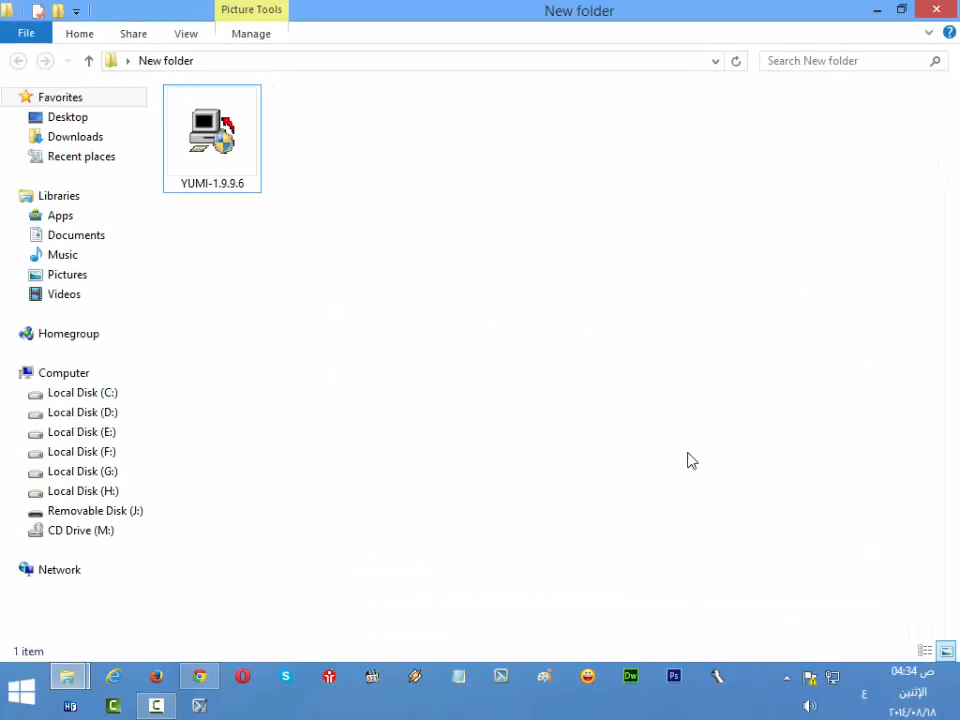 Picture Tools
New folder
File
Home
Share
View
Manage
New folder
Search New folder
Favorites
Desktop
Downloads
Recent places
YUMI-1.9.9.6
Libraries
Apps
Documents
Music
Pictures
Videos
Homegroup
Computer
Local Disk (C:)
Local Disk (D:)
Local Disk (E:)
Local Disk (F:)
Local Disk (G:)
Local Disk (H:)
Removable Disk (J:)
CD Drive (M:)
Network
1 item
Dw
Ps
04:34 ص
ع
الإثنين
٢٠١٤/٠٨/١٨